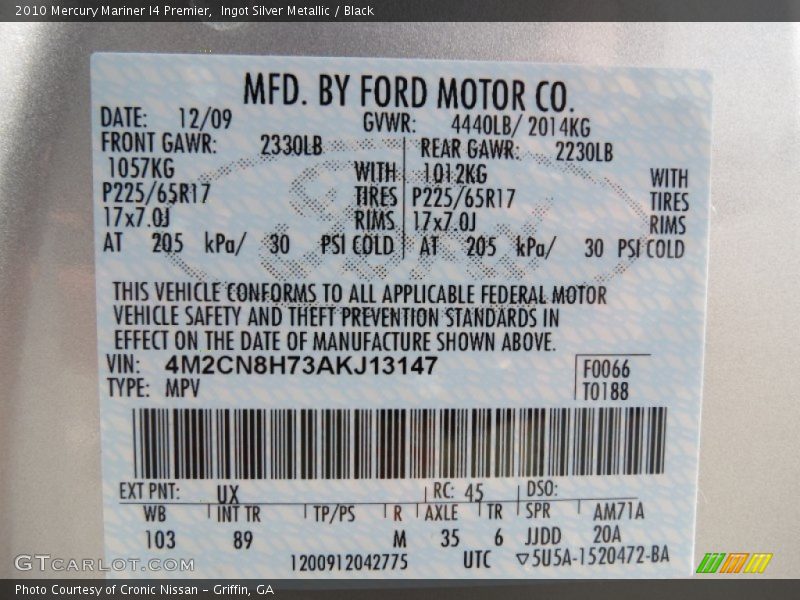 2010 Mercury Mariner I4 Premier,  Ingot Silver Metallic / Black
MFD. BY FORD MOTOR CO.
DATE: 12/09 GVWR: 4440LB/ 2014KG
FRONT GAWR: 2330LB REAR GAWR: 2230LB
1057KG WITH 1012KG WITH
P225/65R17 TIRES P225/65R17 TIRES
17x7.0J RIMS 17x7.0J RIMS
AT 205 kPa/ 30 PSI COLD AT 205 kPa/ 30 PSI COLD
THIS VEHICLE CONFORMS TO ALL APPLICABLE FEDERAL MOTOR
VEHICLE SAFETY AND THEFT PREVENTION STANDARDS IN
EFFECT ON THE DATE OF MANUFACTURE SHOWN ABOVE.
VIN: 4M2CN8H73AKJ13147 F0066
TYPE: MPV T0188
EXT PNT: UX RC: 45 DSO:
WB INT TR TP/PS R AXLE TR SPR AM71A
103 89 M 35 6 JJDD 20A
1200912042775 UTC ▽5U5A-1520472-BA
GTCARLOT.COM
Photo Courtesy of Cronic Nissan - Griffin, GA